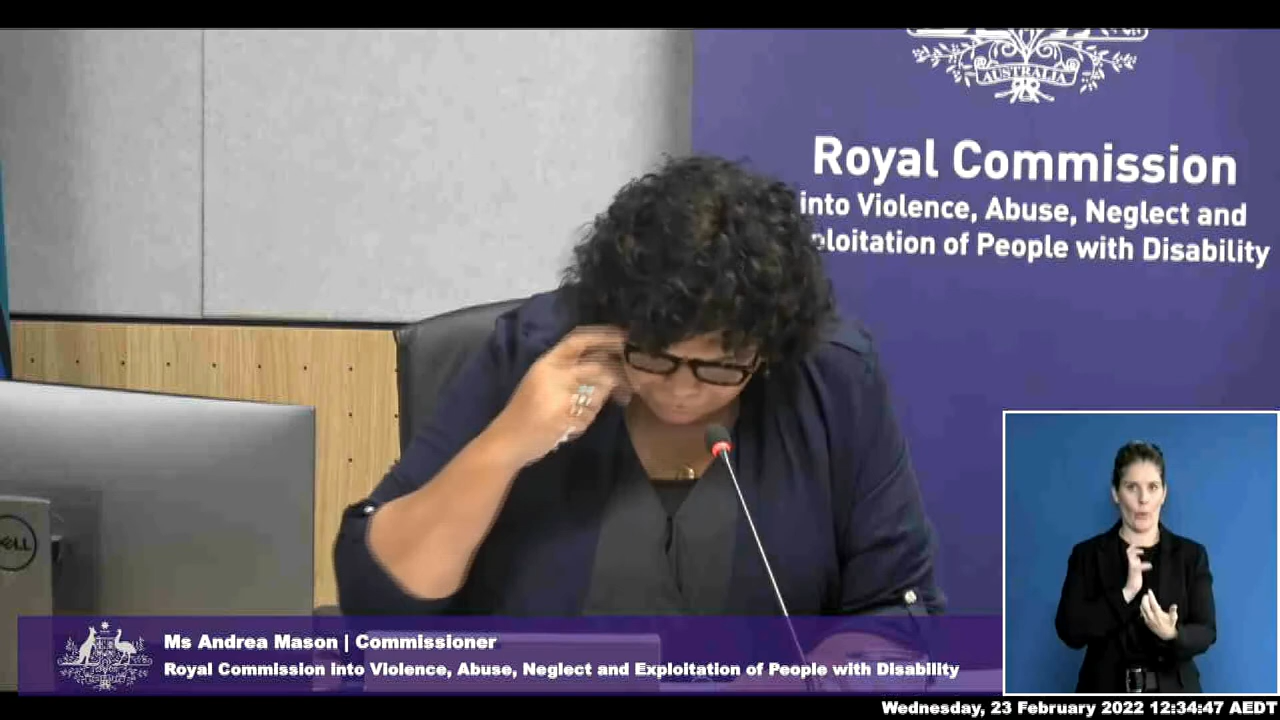 AUSTRALIA
Royal Commission
into Violence, Abuse, Neglect and
ploitation of People with Disability
DELL
Ms Andrea Mason | Commissioner
Royal Commission into Violence, Abuse, Neglect and Exploitation of People with Disability
Wednesday, 23 February 2022 12:34:47 AEDT